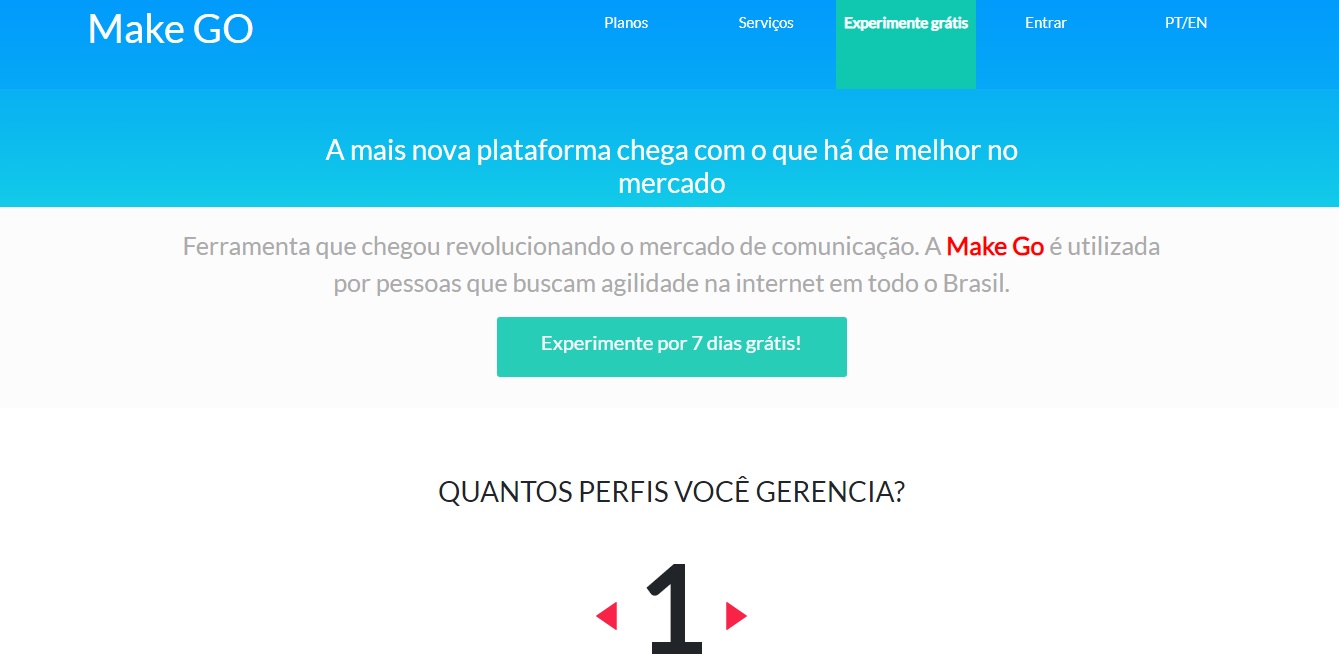 Make GO
Planos
Serviços
Experimente grátis
Entrar
PT/EN
A mais nova plataforma chega com o que há de melhor no
mercado
Ferramenta que chegou revolucionando o mercado de comunicação. A Make Go é utilizada
por pessoas que buscam agilidade na internet em todo o Brasil.
Experimente por 7 dias grátis!
QUANTOS PERFIS VOCÊ GERENCIA?
1